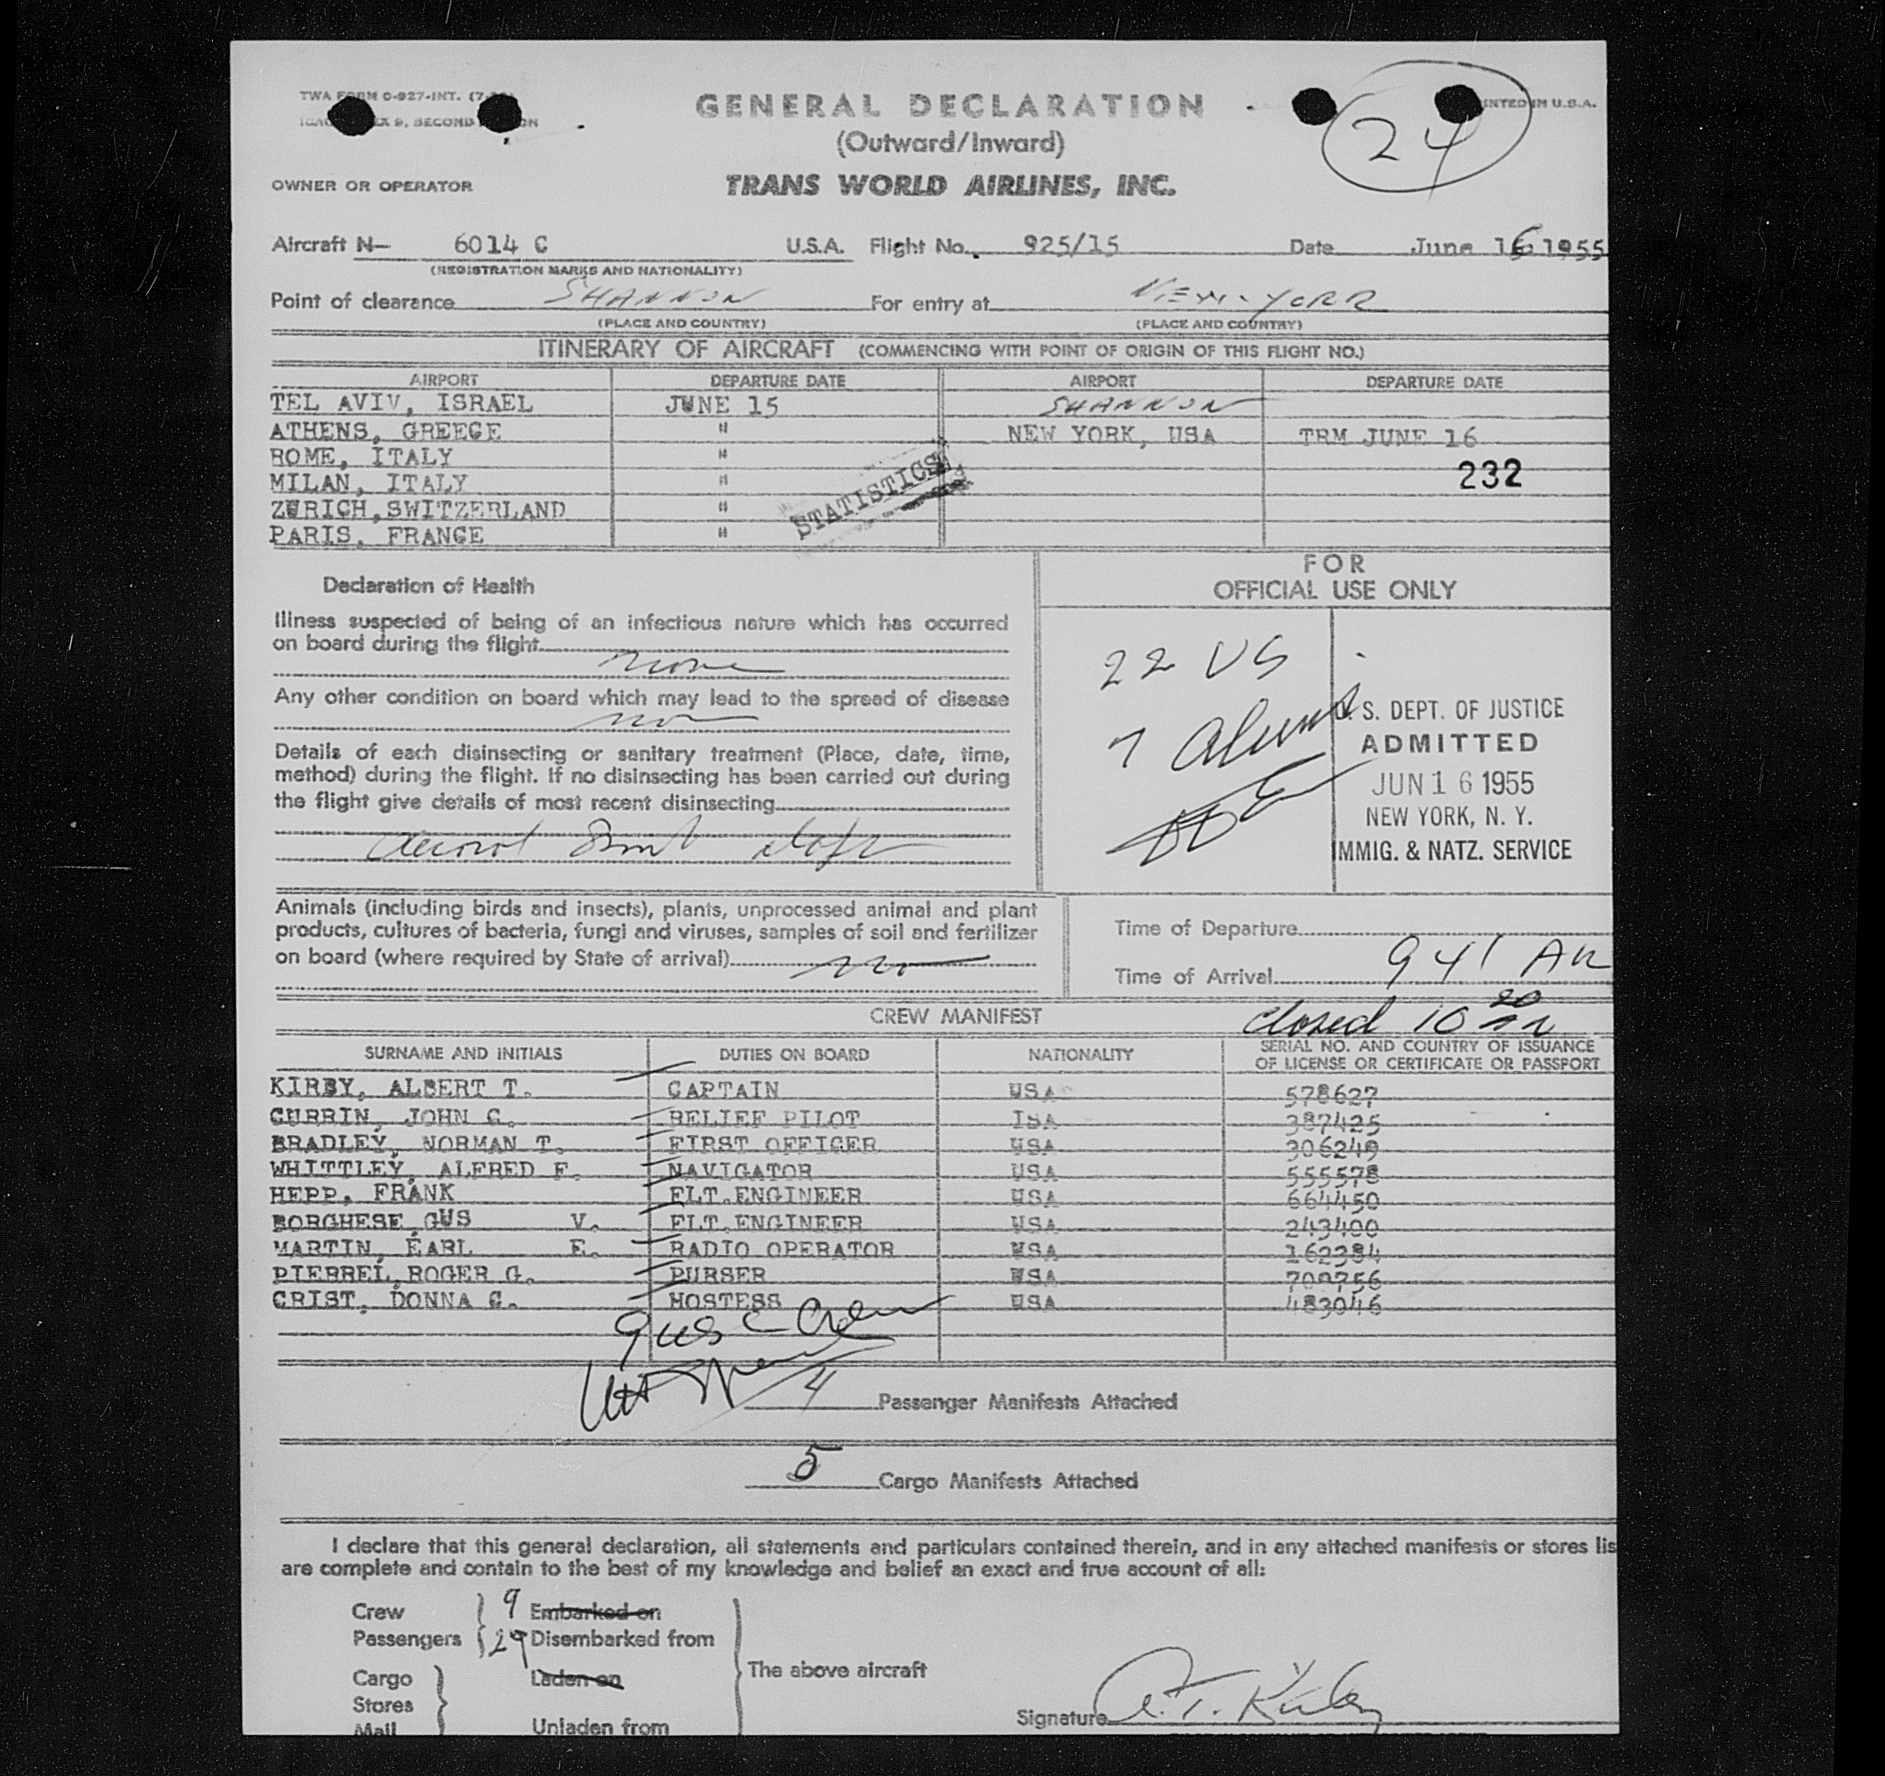 TWA FORM O-927-INT. (7-
GENERAL DECLARATION
PRINTED IN U.S.A.
24
EX 9, SECOND
(Outward/Inward)
OWNER OR OPERATOR
TRANS WORLD AIRLINES, INC.
Aircraft N- 6014 C U.S.A. Flight No. 925/15 Date June 16 1955
(REGISTRATION MARKS AND NATIONALITY)
Point of clearance SHANNON For entry at NEW-YORK
(PLACE AND COUNTRY) (PLACE AND COUNTRY)
ITINERARY OF AIRCRAFT (COMMENCING WITH POINT OF ORIGIN OF THIS FLIGHT NO.)
AIRPORT DEPARTURE DATE AIRPORT DEPARTURE DATE
TEL AVIV, ISRAEL JUNE 15 SHANNON
ATHENS, GREECE " NEW YORK, USA TRM JUNE 16
ROME, ITALY " 232
MILAN, ITALY "
ZURICH, SWITZERLAND "
PARIS, FRANCE "
STATISTICS
Declaration of Health
Illness suspected of being of an infectious nature which has occurred
on board during the flight
none
Any other condition on board which may lead to the spread of disease
no
Details of each disinsecting or sanitary treatment (Place, date, time,
method) during the flight. If no disinsecting has been carried out during
the flight give details of most recent disinsecting
FOR
OFFICIAL USE ONLY
22 US
7 Aliens
U.S. DEPT. OF JUSTICE
ADMITTED
JUN 16 1955
NEW YORK, N. Y.
IMMIG. & NATZ. SERVICE
Animals (including birds and insects), plants, unprocessed animal and plant
products, cultures of bacteria, fungi and viruses, samples of soil and fertilizer
on board (where required by State of arrival) no
Time of Departure
Time of Arrival 941 AM
CREW MANIFEST closed 10 20
SURNAME AND INITIALS DUTIES ON BOARD NATIONALITY SERIAL NO. AND COUNTRY OF ISSUANCE
OF LICENSE OR CERTIFICATE OR PASSPORT
KIRBY, ALBERT T. CAPTAIN USA 578627
CURRIN, JOHN C. RELIEF PILOT ISA 387425
BRADLEY, NORMAN T. FIRST OFFICER USA 306249
WHITTLEY, ALFRED F. NAVIGATOR USA 555578
HEPP, FRANK FLT.ENGINEER USA 664450
BORGHESE, GUS V. FLT.ENGINEER USA 243400
MARTIN, EARL E. RADIO OPERATOR USA 162384
PIERREL, ROGER G. PURSER USA 709756
CRIST, DONNA C. HOSTESS USA 483046
9 USC Crew
4 Passenger Manifests Attached
5 Cargo Manifests Attached
I declare that this general declaration, all statements and particulars contained therein, and in any attached manifests or stores lis
are complete and contain to the best of my knowledge and belief an exact and true account of all:
Crew 9 Embarked on
Passengers 29 Disembarked from
The above aircraft
Cargo Laden on
Stores
Mail Unladen from
Signature A.T. Kirby